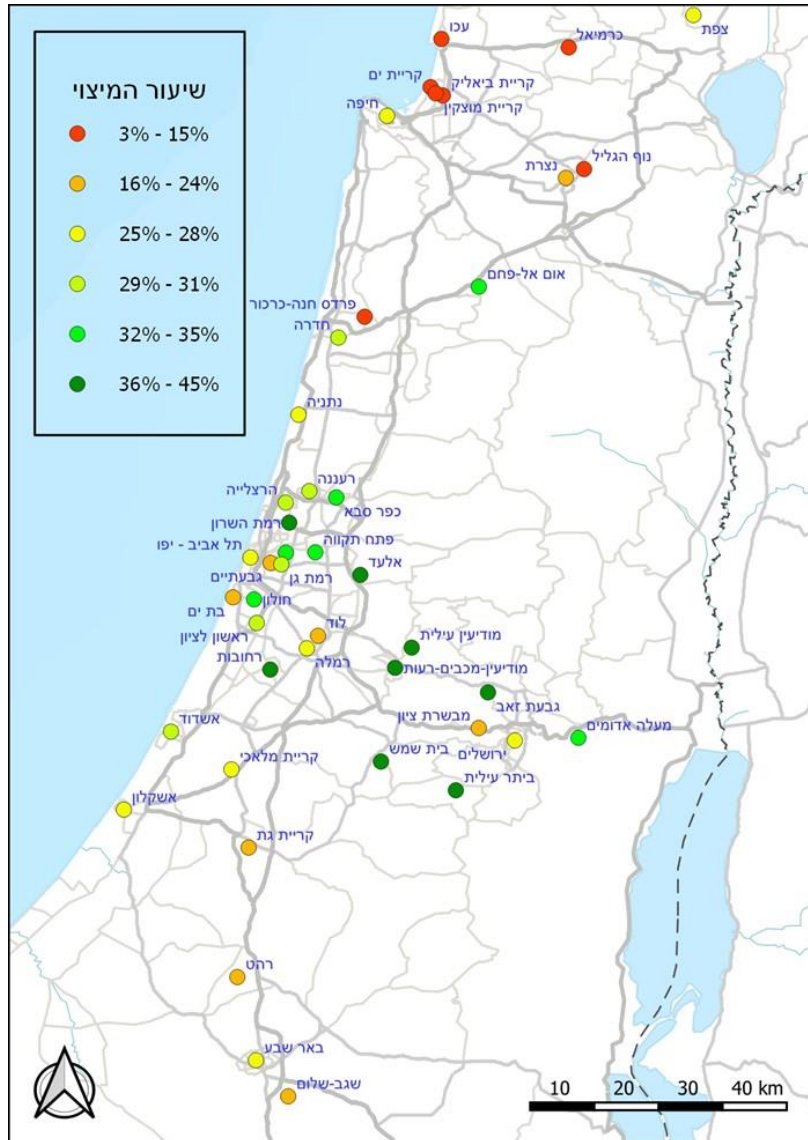 שיעור המיצוי
3% - 15%
16% - 24%
25% - 28%
29% - 31%
32% - 35%
36% - 45%
צפת
עכו
כרמיאל
קריית ים
קריית ביאליק
קריית מוצקין
חיפה
נוף הגליל
נצרת
אום אל-פחם
פרדס חנה-כרכור
חדרה
נתניה
רעננה
הרצלייה
כפר סבא
רמת השרון
תל אביב - יפו
פתח תקווה
אלעד
רמת גן
גבעתיים
חולון
בת ים
לוד
ראשון לציון
מודיעין עילית
רמלה
רחובות
מודיעין-מכבים-רעות
גבעת זאב
מבשרת ציון
מעלה אדומים
אשדוד
ירושלים
בית שמש
קריית מלאכי
ביתר עילית
אשקלון
קריית גת
רהט
באר שבע
שגב-שלום
10 20 30 40 km